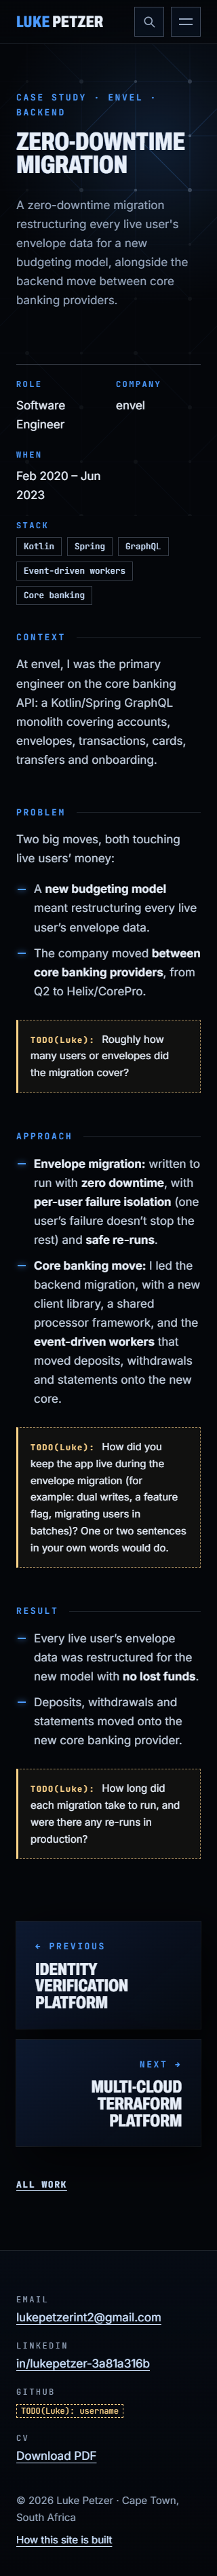 LUKE PETZER
CASE STUDY · ENVEL ·
BACKEND
ZERO-DOWNTIME
MIGRATION
A zero-downtime migration
restructuring every live user's
envelope data for a new
budgeting model, alongside the
backend move between core
banking providers.
ROLE
Software
Engineer
COMPANY
envel
WHEN
Feb 2020 – Jun
2023
STACK
Kotlin
Spring
GraphQL
Event-driven workers
Core banking
CONTEXT
At envel, I was the primary
engineer on the core banking
API: a Kotlin/Spring GraphQL
monolith covering accounts,
envelopes, transactions, cards,
transfers and onboarding.
PROBLEM
Two big moves, both touching
live users’ money:
— A new budgeting model
meant restructuring every live
user’s envelope data.
— The company moved between
core banking providers, from
Q2 to Helix/CorePro.
TODO(Luke): Roughly how
many users or envelopes did
the migration cover?
APPROACH
— Envelope migration: written to
run with zero downtime, with
per-user failure isolation (one
user’s failure doesn’t stop the
rest) and safe re-runs.
— Core banking move: I led the
backend migration, with a new
client library, a shared
processor framework, and the
event-driven workers that
moved deposits, withdrawals
and statements onto the new
core.
TODO(Luke): How did you
keep the app live during the
envelope migration (for
example: dual writes, a feature
flag, migrating users in
batches)? One or two sentences
in your own words would do.
RESULT
— Every live user’s envelope
data was restructured for the
new model with no lost funds.
— Deposits, withdrawals and
statements moved onto the
new core banking provider.
TODO(Luke): How long did
each migration take to run, and
were there any re-runs in
production?
← PREVIOUS
IDENTITY
VERIFICATION
PLATFORM
NEXT →
MULTI-CLOUD
TERRAFORM
PLATFORM
ALL WORK
EMAIL
lukepetzerint2@gmail.com
LINKEDIN
in/lukepetzer-3a81a316b
GITHUB
TODO(Luke): username
CV
Download PDF
© 2026 Luke Petzer · Cape Town,
South Africa
How this site is built